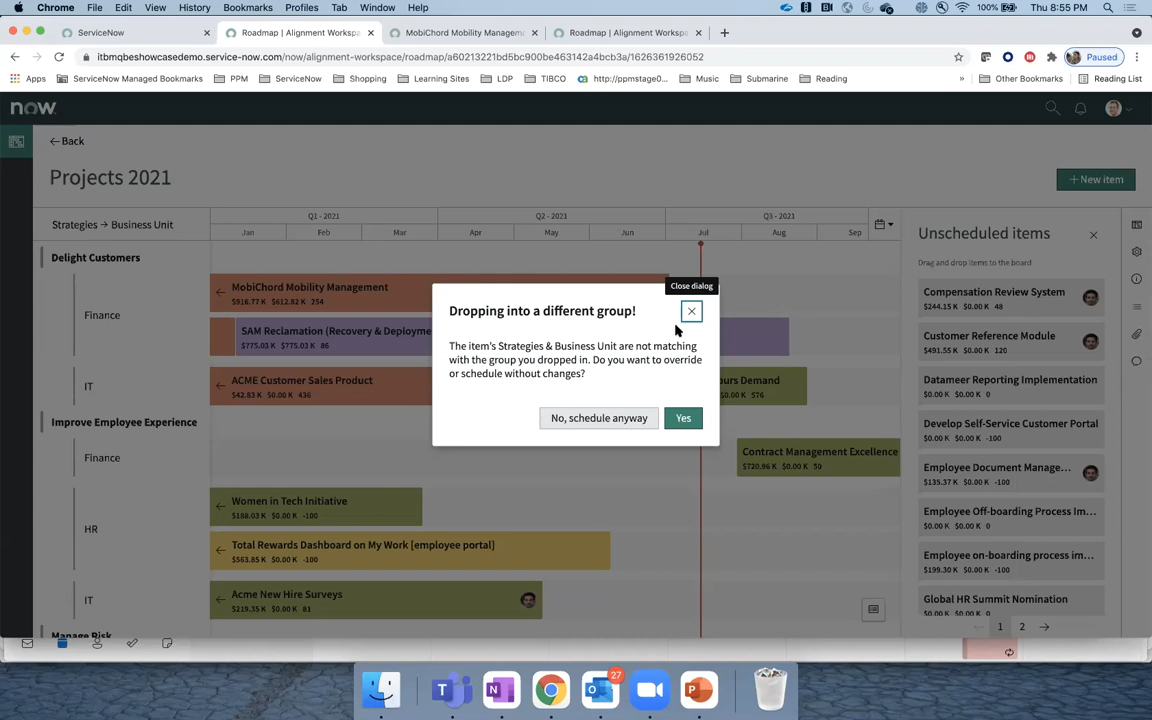 Chrome File Edit View History Bookmarks Profiles Tab Window Help 100% Thu 8:55 PM
ServiceNow Roadmap | Alignment Workspa MobiChord Mobility Manageme Roadmap | Alignment Workspa
itbmqbeshowcasedemo.service-now.com/now/alignment-workspace/roadmap/a60213221bd5bc900be463142a4bcb3a/1626361926052 Paused
Apps ServiceNow Managed Bookmarks PPM ServiceNow Shopping Learning Sites LDP TIBCO http://ppmstage0... Music Submarine Reading » Other Bookmarks Reading List
now
Back
Projects 2021
+ New item
Strategies → Business Unit
Q1 - 2021 Q2 - 2021 Q3 - 2021
Jan Feb Mar Apr May Jun Jul Aug Sep
Delight Customers
Finance
MobiChord Mobility Management
$916.77 K $612.82 K 254
SAM Reclamation (Recovery & Deployme
$775.03 K $775.03 K 86
IT
ACME Customer Sales Product
$42.83 K $0.00 K 436
ours Demand
$0.00 K 576
Improve Employee Experience
Finance
Contract Management Excellence
$720.96 K $0.00 K 50
HR
Women in Tech Initiative
$188.03 K $0.00 K -100
Total Rewards Dashboard on My Work [employee portal]
$563.85 K $0.00 K -100
IT
Acme New Hire Surveys
$219.35 K $0.00 K 81
Manage Risk
Close dialog
Dropping into a different group!
The item's Strategies & Business Unit are not matching
with the group you dropped in. Do you want to override
or schedule without changes?
No, schedule anyway Yes
Unscheduled items
Drag and drop items to the board
Compensation Review System
$244.15 K $0.00 K -100
Customer Reference Module
$491.55 K $0.00 K 120
Datameer Reporting Implementation
$0.00 K $0.00 K 0
Develop Self-Service Customer Portal
$0.00 K $0.00 K -100
Employee Document Manage...
$135.37 K $0.00 K -100
Employee Off-boarding Process Im...
$0.00 K $0.00 K 0
Employee on-boarding process im...
$199.30 K $0.00 K -100
Global HR Summit Nomination
$0.00 K $0.00 K 0
1 2
27